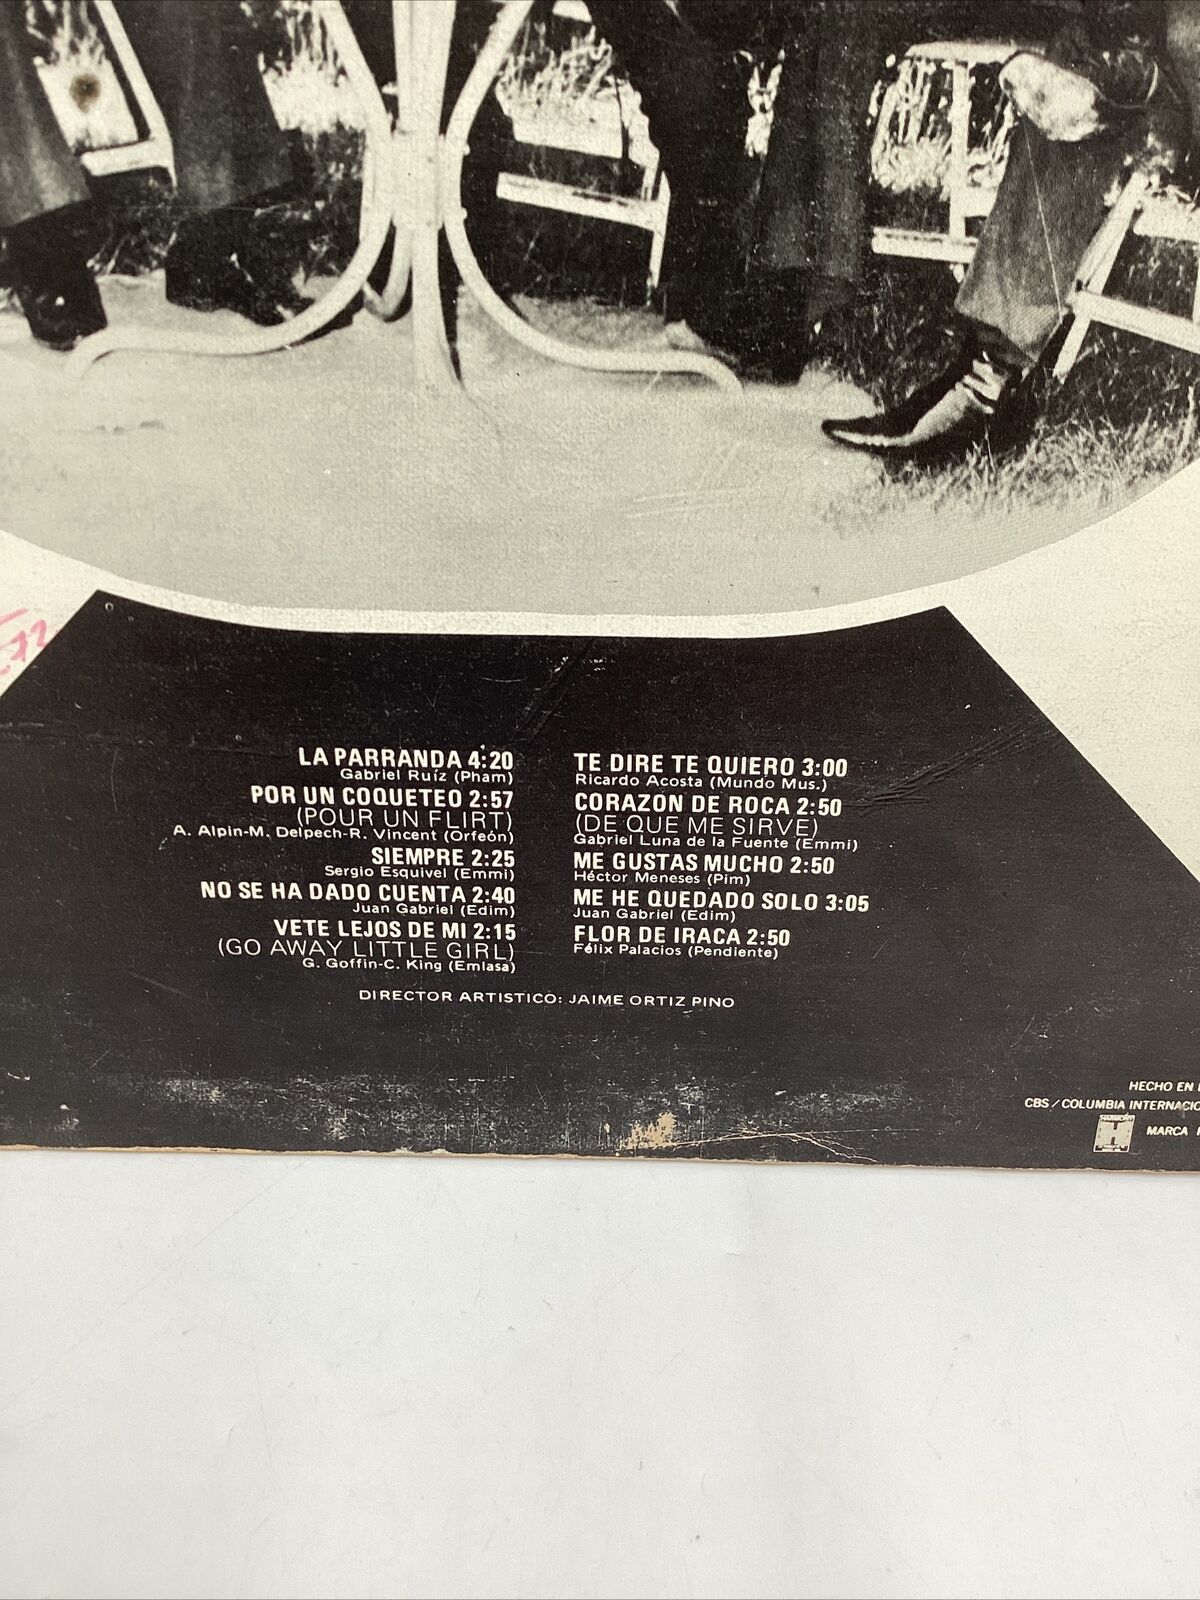 -72
LA PARRANDA 4:20
Gabriel Ruíz (Pham)
POR UN COQUETEO 2:57
(POUR UN FLIRT)
A. Alpin-M. Delpech-R. Vincent (Orfeón)
SIEMPRE 2:25
Sergio Esquivel (Emmi)
NO SE HA DADO CUENTA 2:40
Juan Gabriel (Edim)
VETE LEJOS DE MI 2:15
(GO AWAY LITTLE GIRL)
G. Goffin-C. King (Emlasa)
TE DIRE TE QUIERO 3:00
Ricardo Acosta (Mundo Mus.)
CORAZON DE ROCA 2:50
(DE QUE ME SIRVE)
Gabriel Luna de la Fuente (Emmi)
ME GUSTAS MUCHO 2:50
Héctor Meneses (Pim)
ME HE QUEDADO SOLO 3:05
Juan Gabriel (Edim)
FLOR DE IRACA 2:50
Félix Palacios (Pendiente)
DIRECTOR ARTISTICO: JAIME ORTIZ PINO
HECHO EN
CBS/COLUMBIA INTERNACIO
MARCA